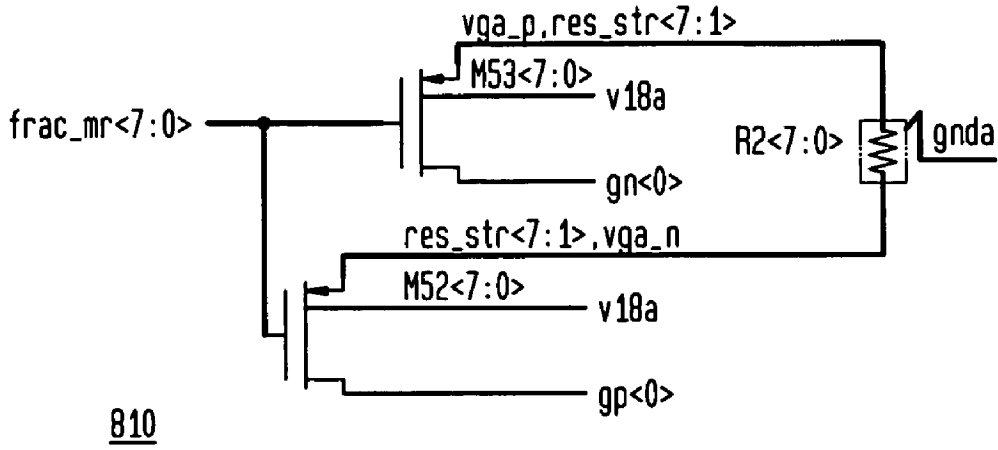 vga_p,res_str<7:1>
M53<7:0>
v18a
frac_mr<7:0>
R2<7:0>
gnda
gn<0>
res_str<7:1>,vga_n
M52<7:0>
v18a
gp<0>
810